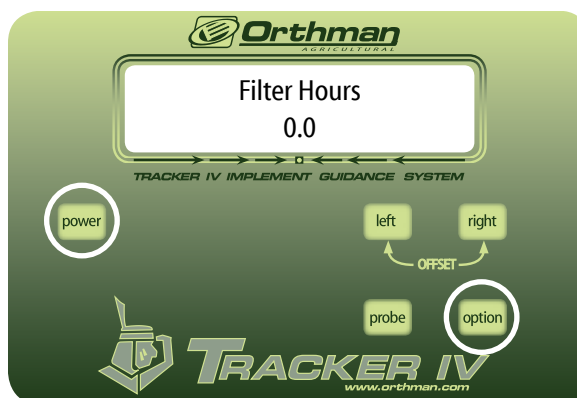 Orthman
AGRICULTURAL
Filter Hours
0.0
TRACKER IV IMPLEMENT GUIDANCE SYSTEM
power
left
right
OFFSET
probe
option
TRACKER IV
www.orthman.com